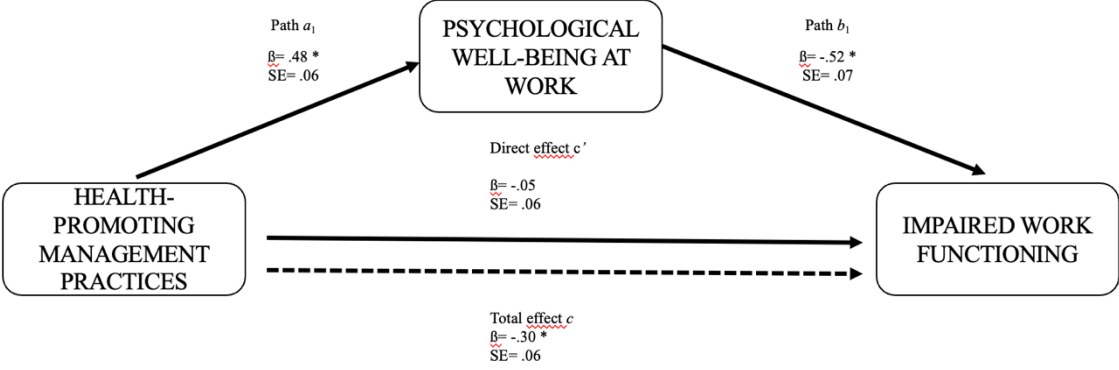 Path a₁
ß= .48 *
SE= .06
PSYCHOLOGICAL
WELL-BEING AT
WORK
Path b₁
ß= -.52 *
SE= .07
Direct effect c’
ß= -.05
SE= .06
HEALTH-
PROMOTING
MANAGEMENT
PRACTICES
IMPAIRED WORK
FUNCTIONING
Total effect c
ß= -.30 *
SE= .06